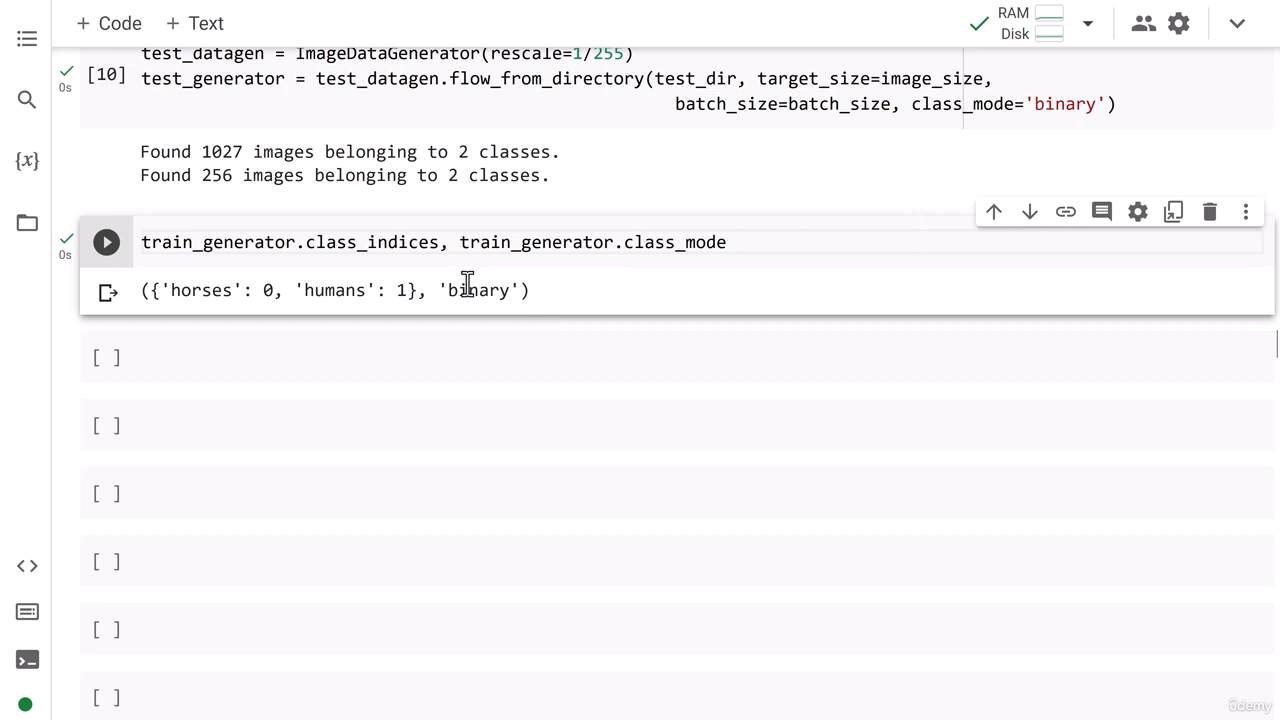 + Code + Text
RAM
Disk
test_datagen = ImageDataGenerator(rescale=1/255)
[10] test_generator = test_datagen.flow_from_directory(test_dir, target_size=image_size,
0s
batch_size=batch_size, class_mode='binary')
Found 1027 images belonging to 2 classes.
Found 256 images belonging to 2 classes.
{x}
train_generator.class_indices, train_generator.class_mode
0s
({'horses': 0, 'humans': 1}, 'binary')
[ ]
[ ]
[ ]
[ ]
[ ]
[ ]
ûdemy